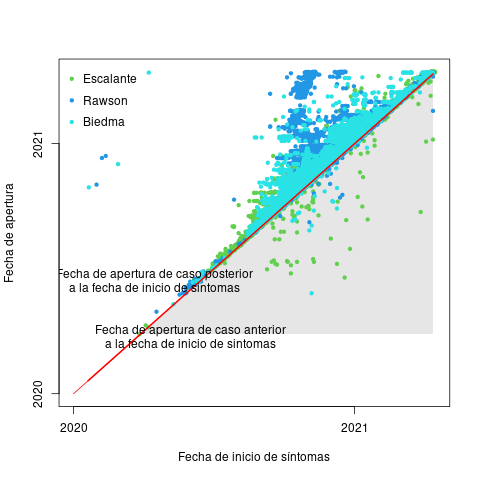 Escalante
Rawson
Biedma
2021
Fecha de apertura
Fecha de apertura de caso posterior
a la fecha de inicio de síntomas
Fecha de apertura de caso anterior
a la fecha de inicio de sintomas
2020
2020
2021
Fecha de inicio de síntomas